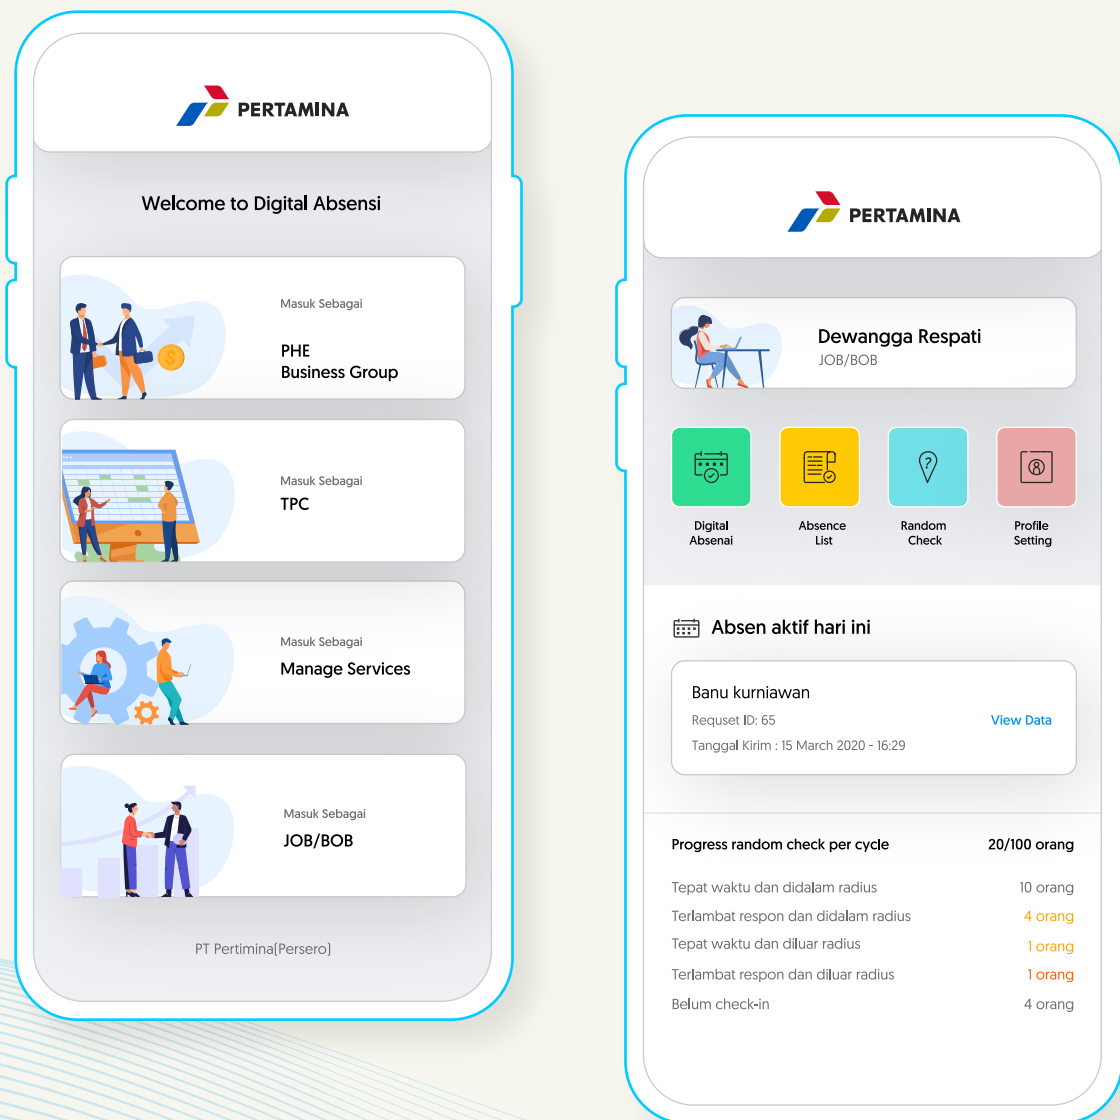 PERTAMINA
Welcome to Digital Absensi
Masuk Sebagai
PHE
Business Group
Masuk Sebagai
TPC
Masuk Sebagai
Manage Services
Masuk Sebagai
JOB/BOB
PT Pertimina(Persero)
PERTAMINA
Dewangga Respati
JOB/BOB
Digital
Absenai
Absence
List
Random
Check
Profile
Setting
Absen aktif hari ini
Banu kurniawan
Requset ID: 65
View Data
Tanggal Kirim : 15 March 2020 - 16:29
Progress random check per cycle 20/100 orang
Tepat waktu dan didalam radius 10 orang
Terlambat respon dan didalam radius 4 orang
Tepat waktu dan diluar radius 1 orang
Terlambat respon dan diluar radius 1 orang
Belum check-in 4 orang